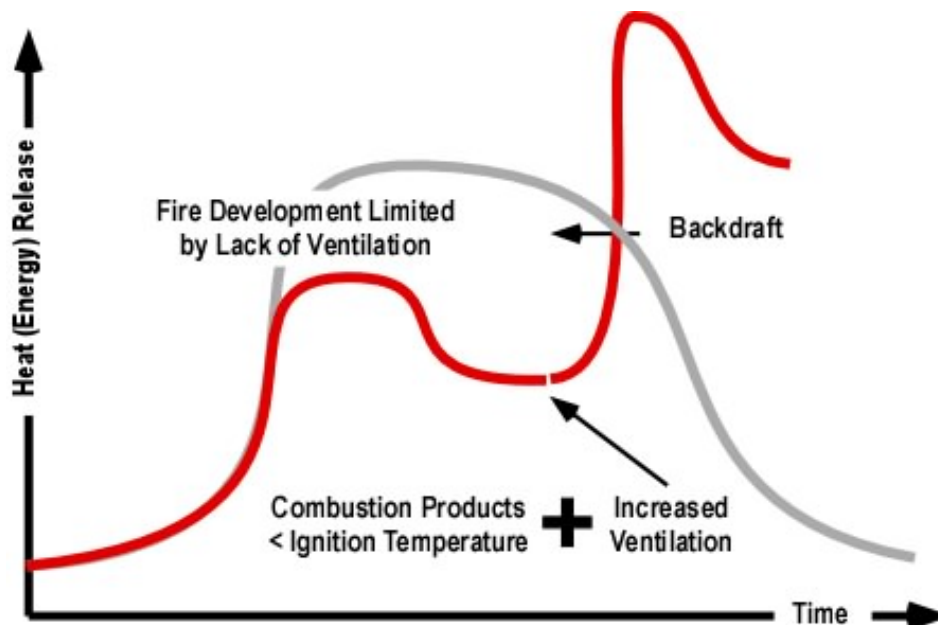 Heat (Energy) Release
Fire Development Limited
by Lack of Ventilation
Backdraft
Combustion Products
< Ignition Temperature
+
Increased
Ventilation
Time